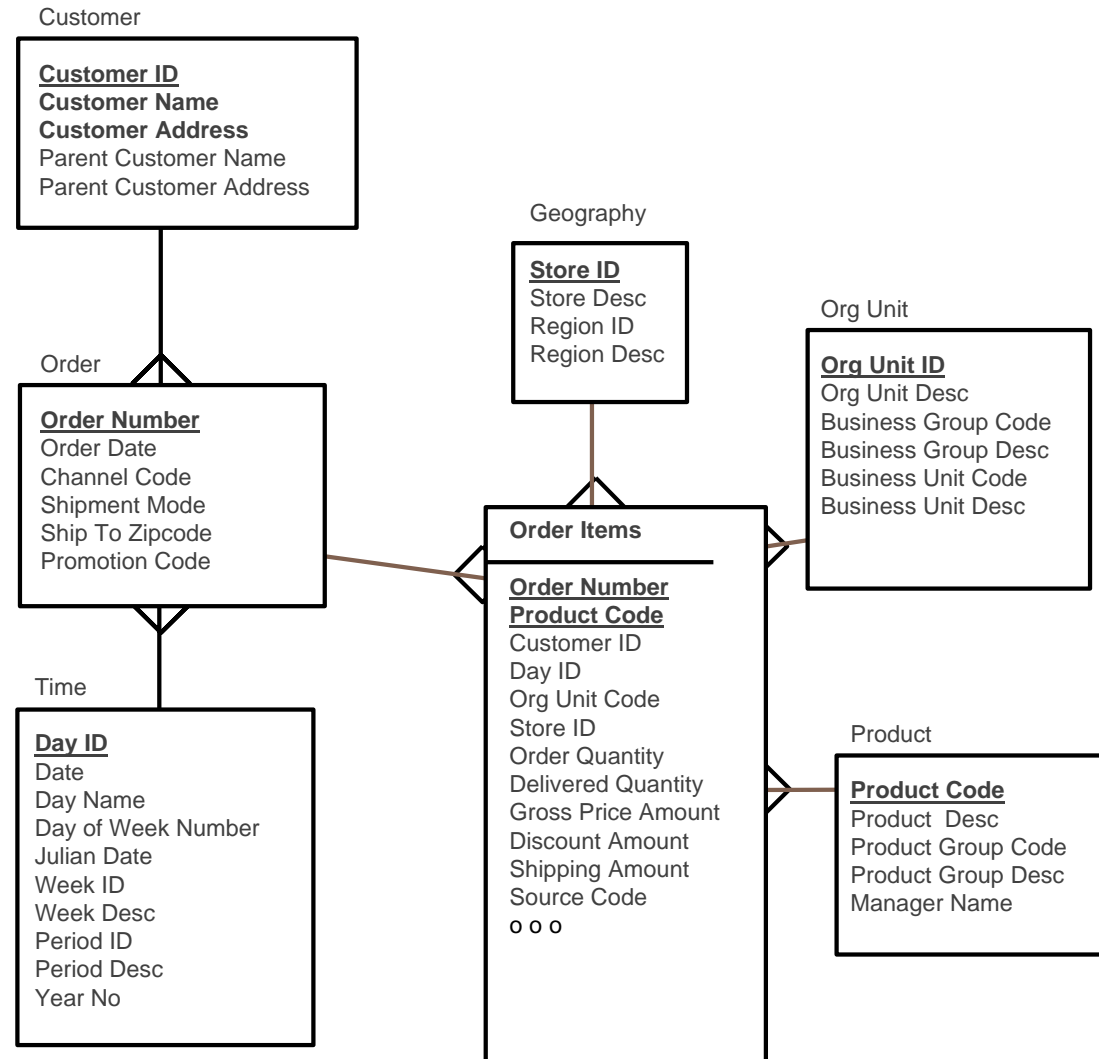 Customer
Customer ID
Customer Name
Customer Address
Parent Customer Name
Parent Customer Address
Geography
Store ID
Store Desc
Region ID
Region Desc
Org Unit
Org Unit ID
Org Unit Desc
Business Group Code
Business Group Desc
Business Unit Code
Business Unit Desc
Order
Order Number
Order Date
Channel Code
Shipment Mode
Ship To Zipcode
Promotion Code
Order Items
Order Number
Product Code
Customer ID
Day ID
Org Unit Code
Store ID
Order Quantity
Delivered Quantity
Gross Price Amount
Discount Amount
Shipping Amount
Source Code
o o o
Time
Day ID
Date
Day Name
Day of Week Number
Julian Date
Week ID
Week Desc
Period ID
Period Desc
Year No
Product
Product Code
Product Desc
Product Group Code
Product Group Desc
Manager Name